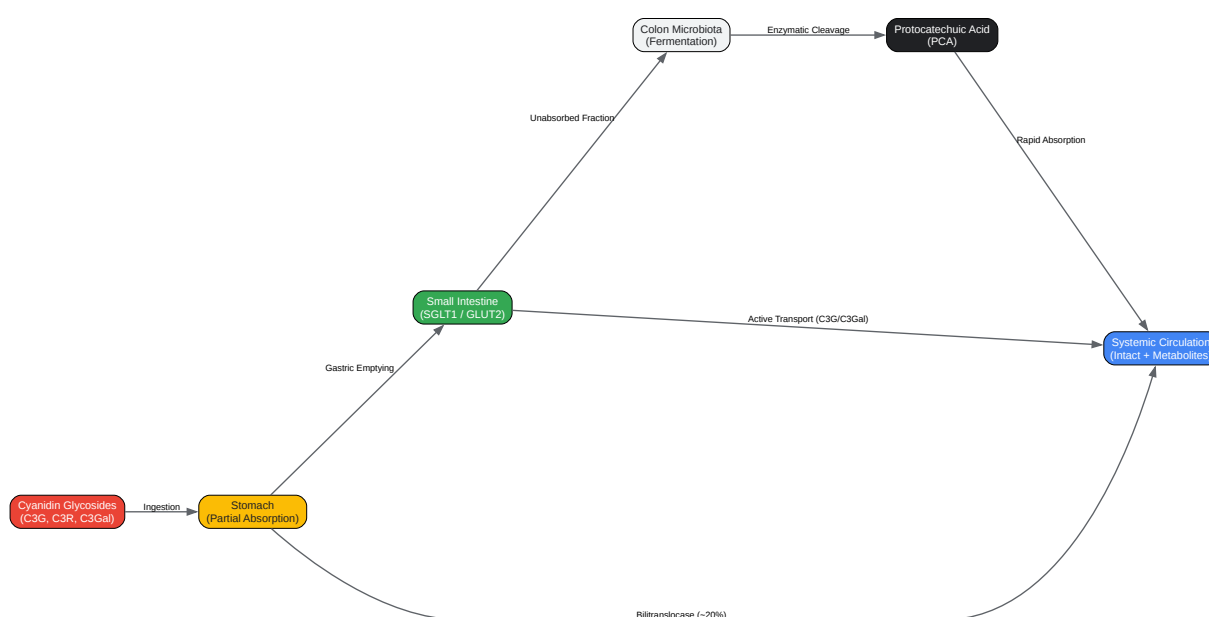 Colon Microbiota
(Fermentation)
Enzymatic Cleavage
Protocatechuic Acid
(PCA)
Unabsorbed Fraction
Rapid Absorption
Small Intestine
(SGLT1 / GLUT2)
Active Transport (C3G/C3Gal)
Systemic Circulation
(Intact + Metabolites
Gastric Emptying
Cyanidin Glycosides
(C3G, C3R, C3Gal)
Ingestion
Stomach
(Partial Absorption)
Bilitranslocase (~20%)